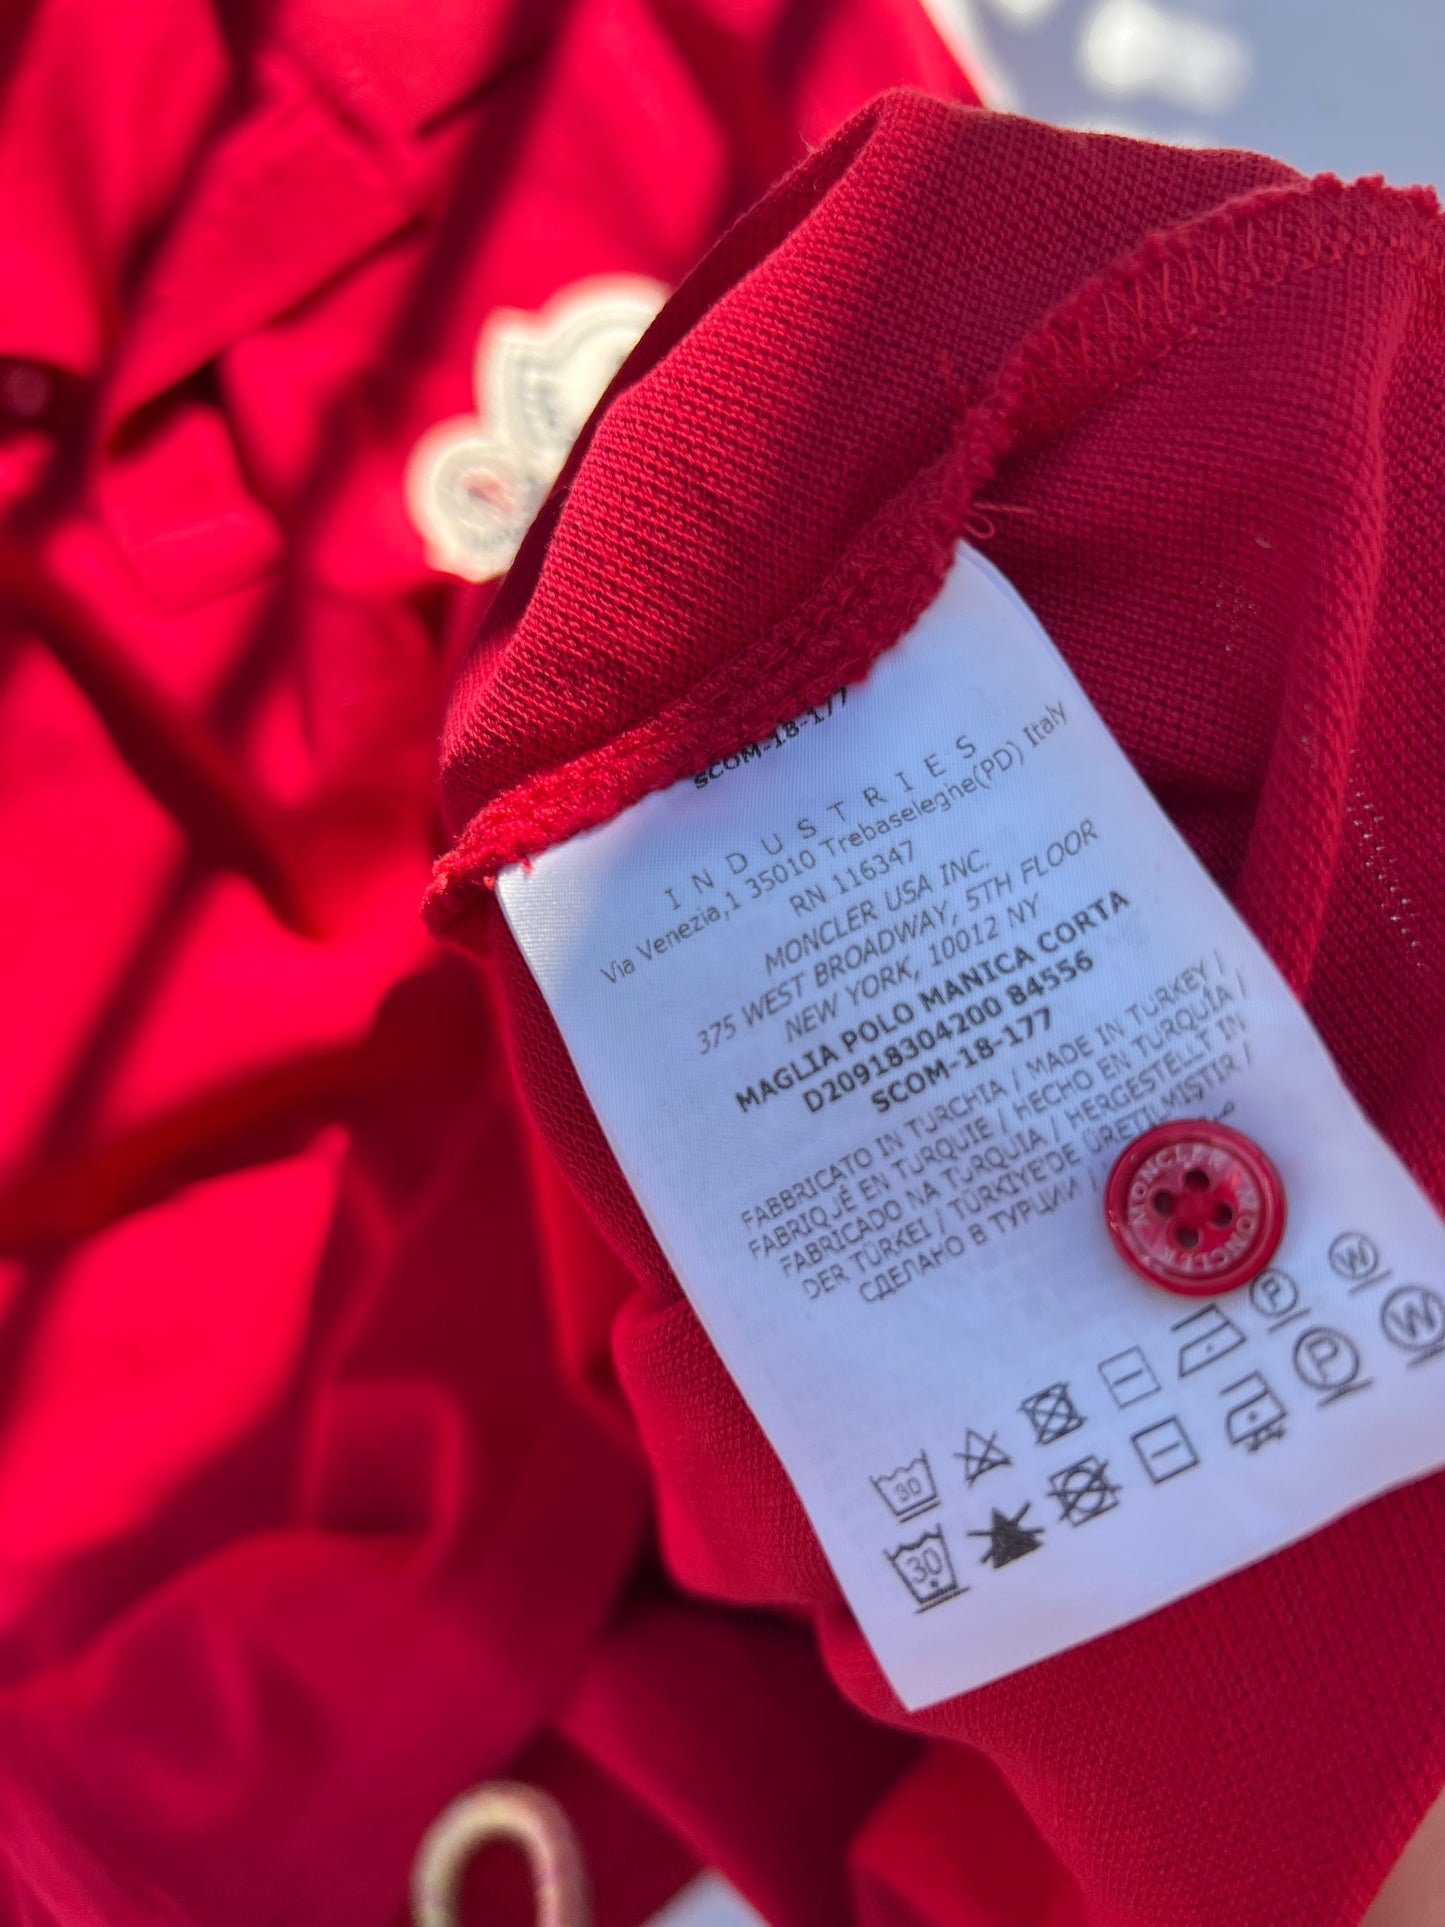 SCOM-18-177
INDUSTRIES
Via Venezia,1 35010 Trebaseleghe(PD) Italy
RN 116347
MONCLER USA INC.
375 WEST BROADWAY, 5TH FLOOR
NEW YORK, 10012 NY
MAGLIA POLO MANICA CORTA
D20918304200 84556
SCOM-18-177
FABBRICATO IN TURCHIA / MADE IN TURKEY /
FABRIQUÉ EN TURQUIE / HECHO EN TURQUÍA /
FABRICADO NA TURQUIA / HERGESTELLT IN
DER TÜRKEI / TÜRKIYE'DE ÜRETILMIŞTIR /
СДЕЛАНО В ТУРЦИИ /
MONCLER MONCLER
P
W
30
P
W
30